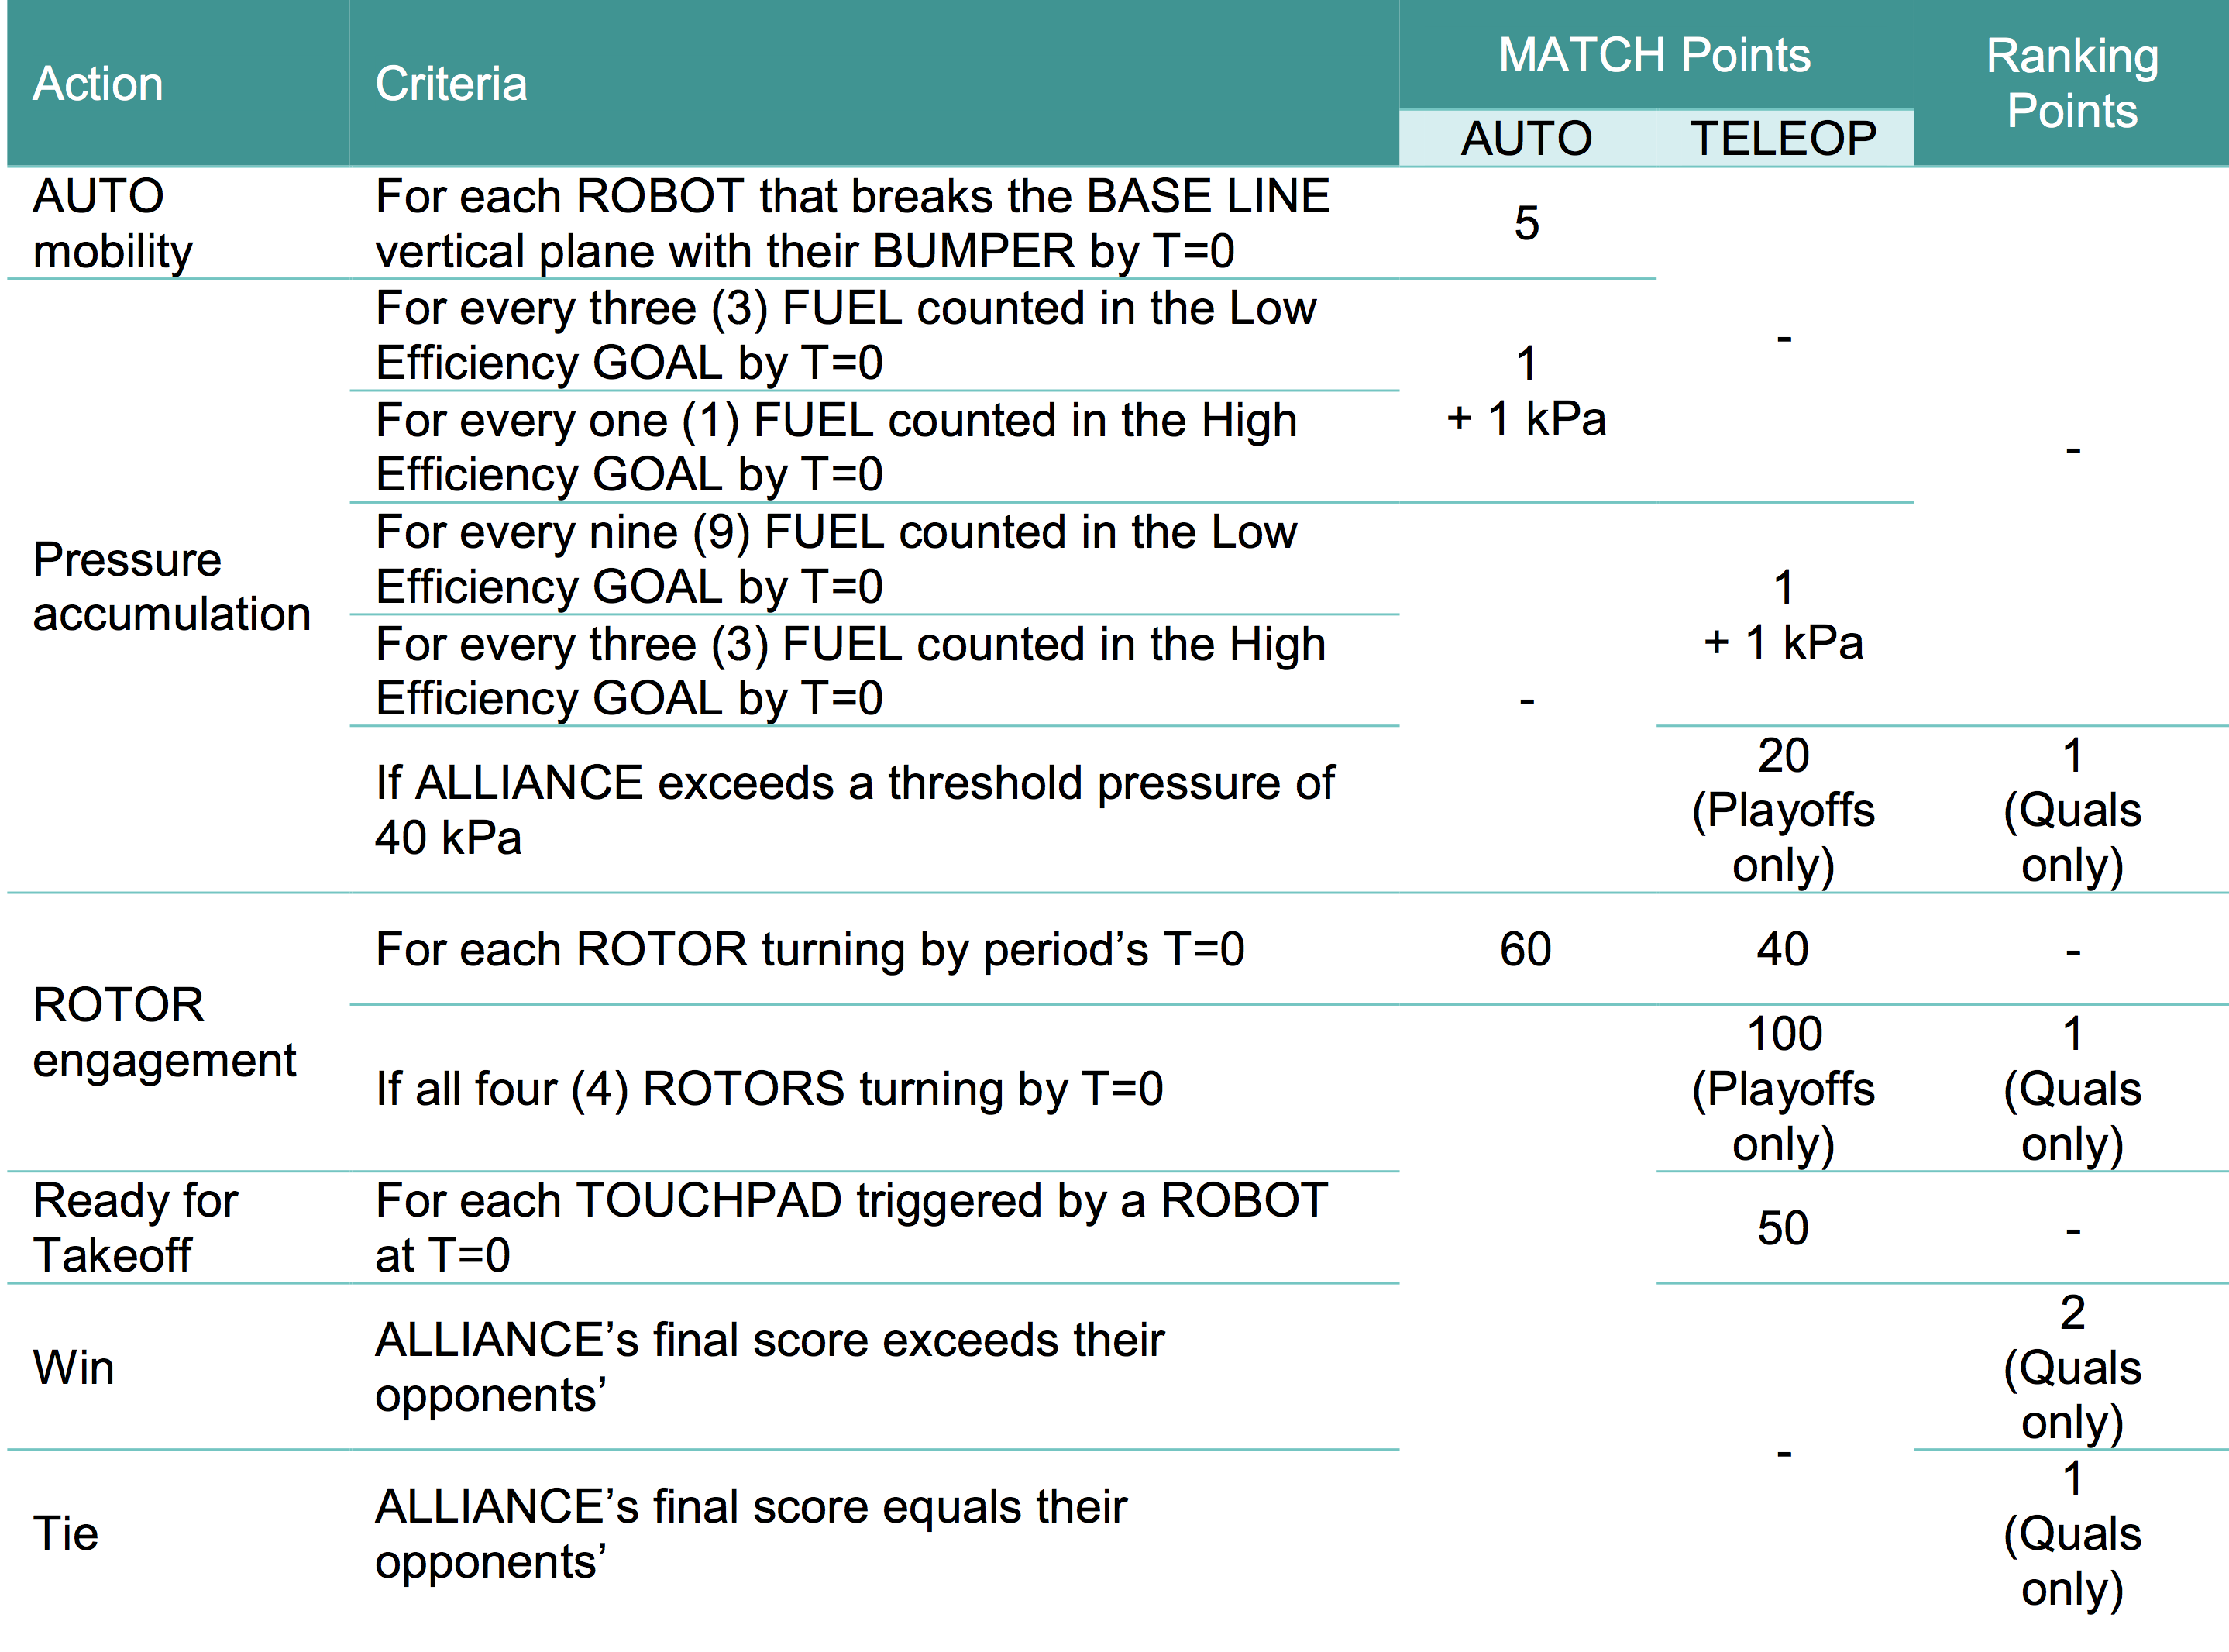 Action
Criteria
MATCH Points
Ranking
Points
AUTO
TELEOP
AUTO
mobility
For each ROBOT that breaks the BASE LINE
vertical plane with their BUMPER by T=0
5
-
-
Pressure
accumulation
For every three (3) FUEL counted in the Low
Efficiency GOAL by T=0
1
+ 1 kPa
For every one (1) FUEL counted in the High
Efficiency GOAL by T=0
For every nine (9) FUEL counted in the Low
Efficiency GOAL by T=0
-
1
+ 1 kPa
For every three (3) FUEL counted in the High
Efficiency GOAL by T=0
If ALLIANCE exceeds a threshold pressure of
40 kPa
20
(Playoffs
only)
1
(Quals
only)
ROTOR
engagement
For each ROTOR turning by period’s T=0
60
40
-
If all four (4) ROTORS turning by T=0
100
(Playoffs
only)
1
(Quals
only)
Ready for
Takeoff
For each TOUCHPAD triggered by a ROBOT
at T=0
50
-
Win
ALLIANCE’s final score exceeds their
opponents’
-
2
(Quals
only)
Tie
ALLIANCE’s final score equals their
opponents’
1
(Quals
only)